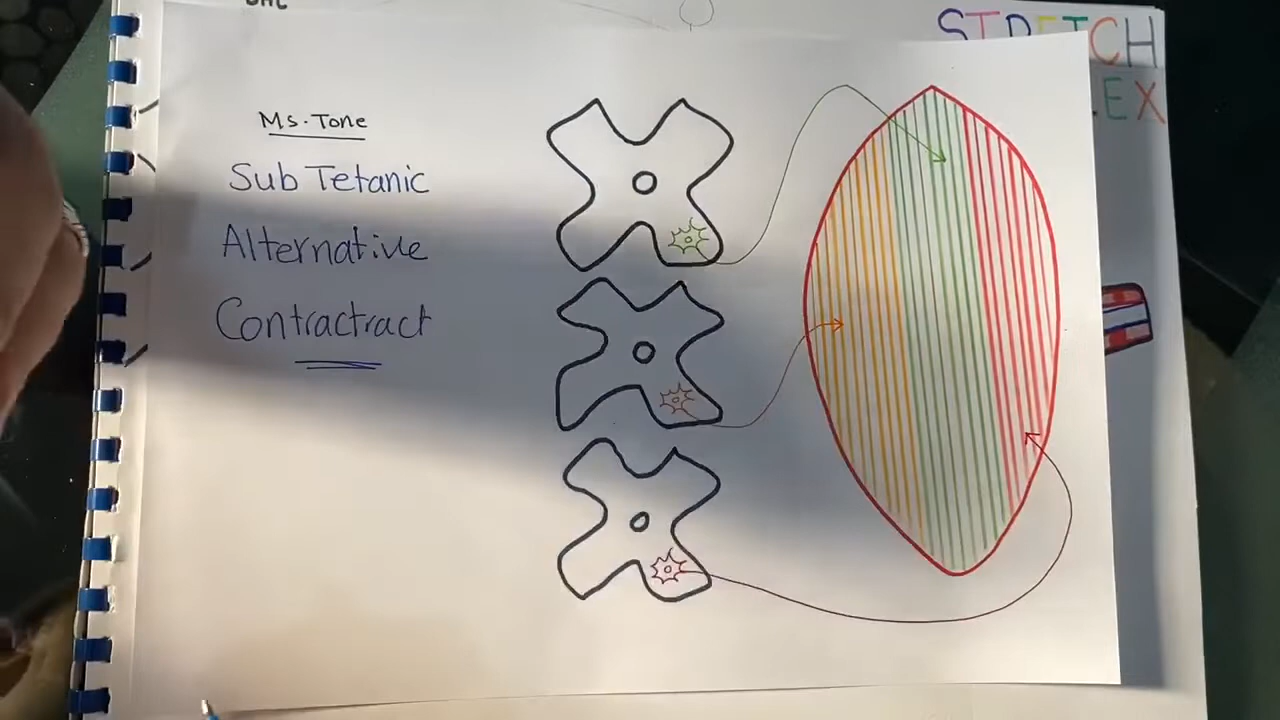 STRETCH
EX
Ms. Tone
Sub Tetanic
Alternative
Contractract